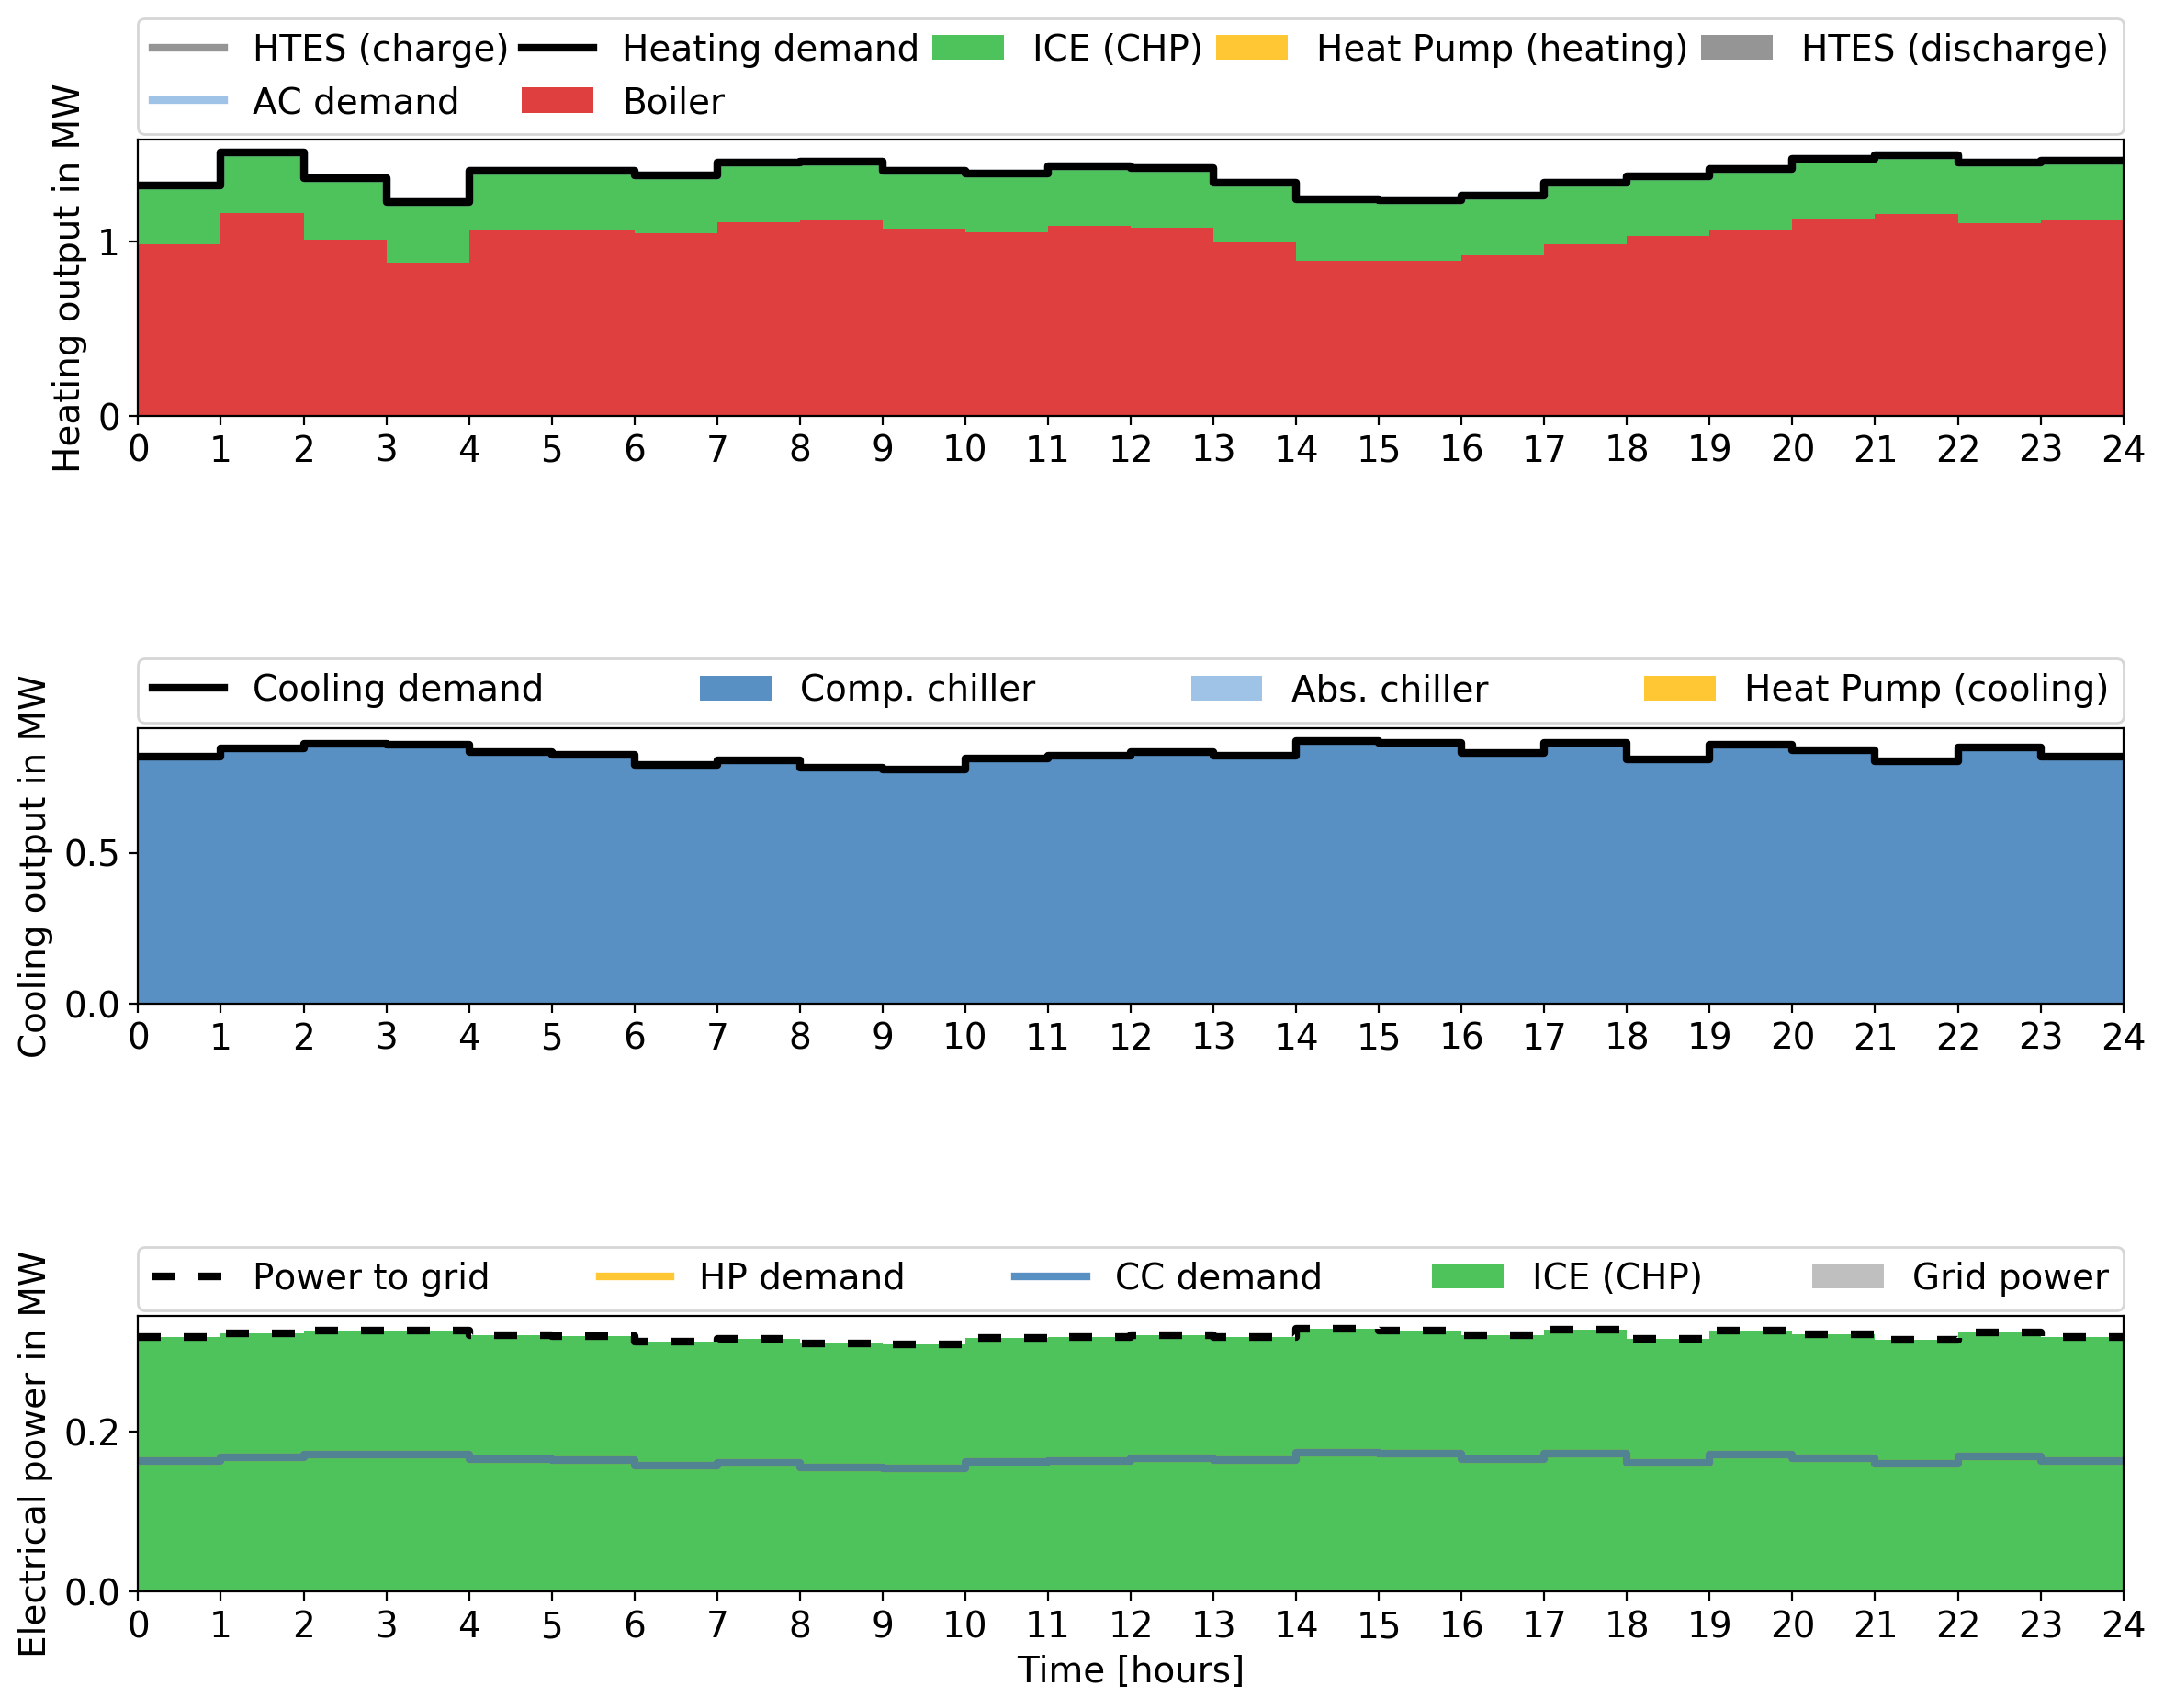 HTES (charge) Heating demand ICE (CHP) Heat Pump (heating) HTES (discharge)
AC demand Boiler
Heating output in MW
1
0
0 1 2 3 4 5 6 7 8 9 10 11 12 13 14 15 16 17 18 19 20 21 22 23 24
Cooling demand Comp. chiller Abs. chiller Heat Pump (cooling)
Cooling output in MW
0.5
0.0
0 1 2 3 4 5 6 7 8 9 10 11 12 13 14 15 16 17 18 19 20 21 22 23 24
Power to grid HP demand CC demand ICE (CHP) Grid power
Electrical power in MW
0.2
0.0
0 1 2 3 4 5 6 7 8 9 10 11 12 13 14 15 16 17 18 19 20 21 22 23 24
Time [hours]